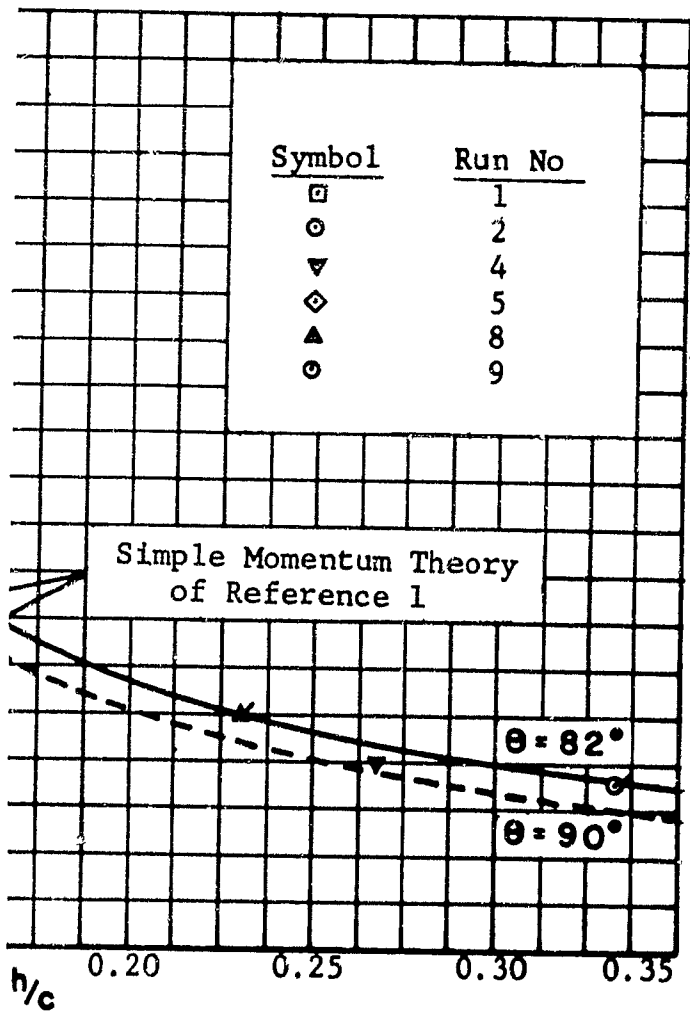 Symbol Run No
1
2
4
5
8
9
Simple Momentum Theory
of Reference 1
θ = 82°
θ = 90°
0.20 0.25 0.30 0.35
h/c